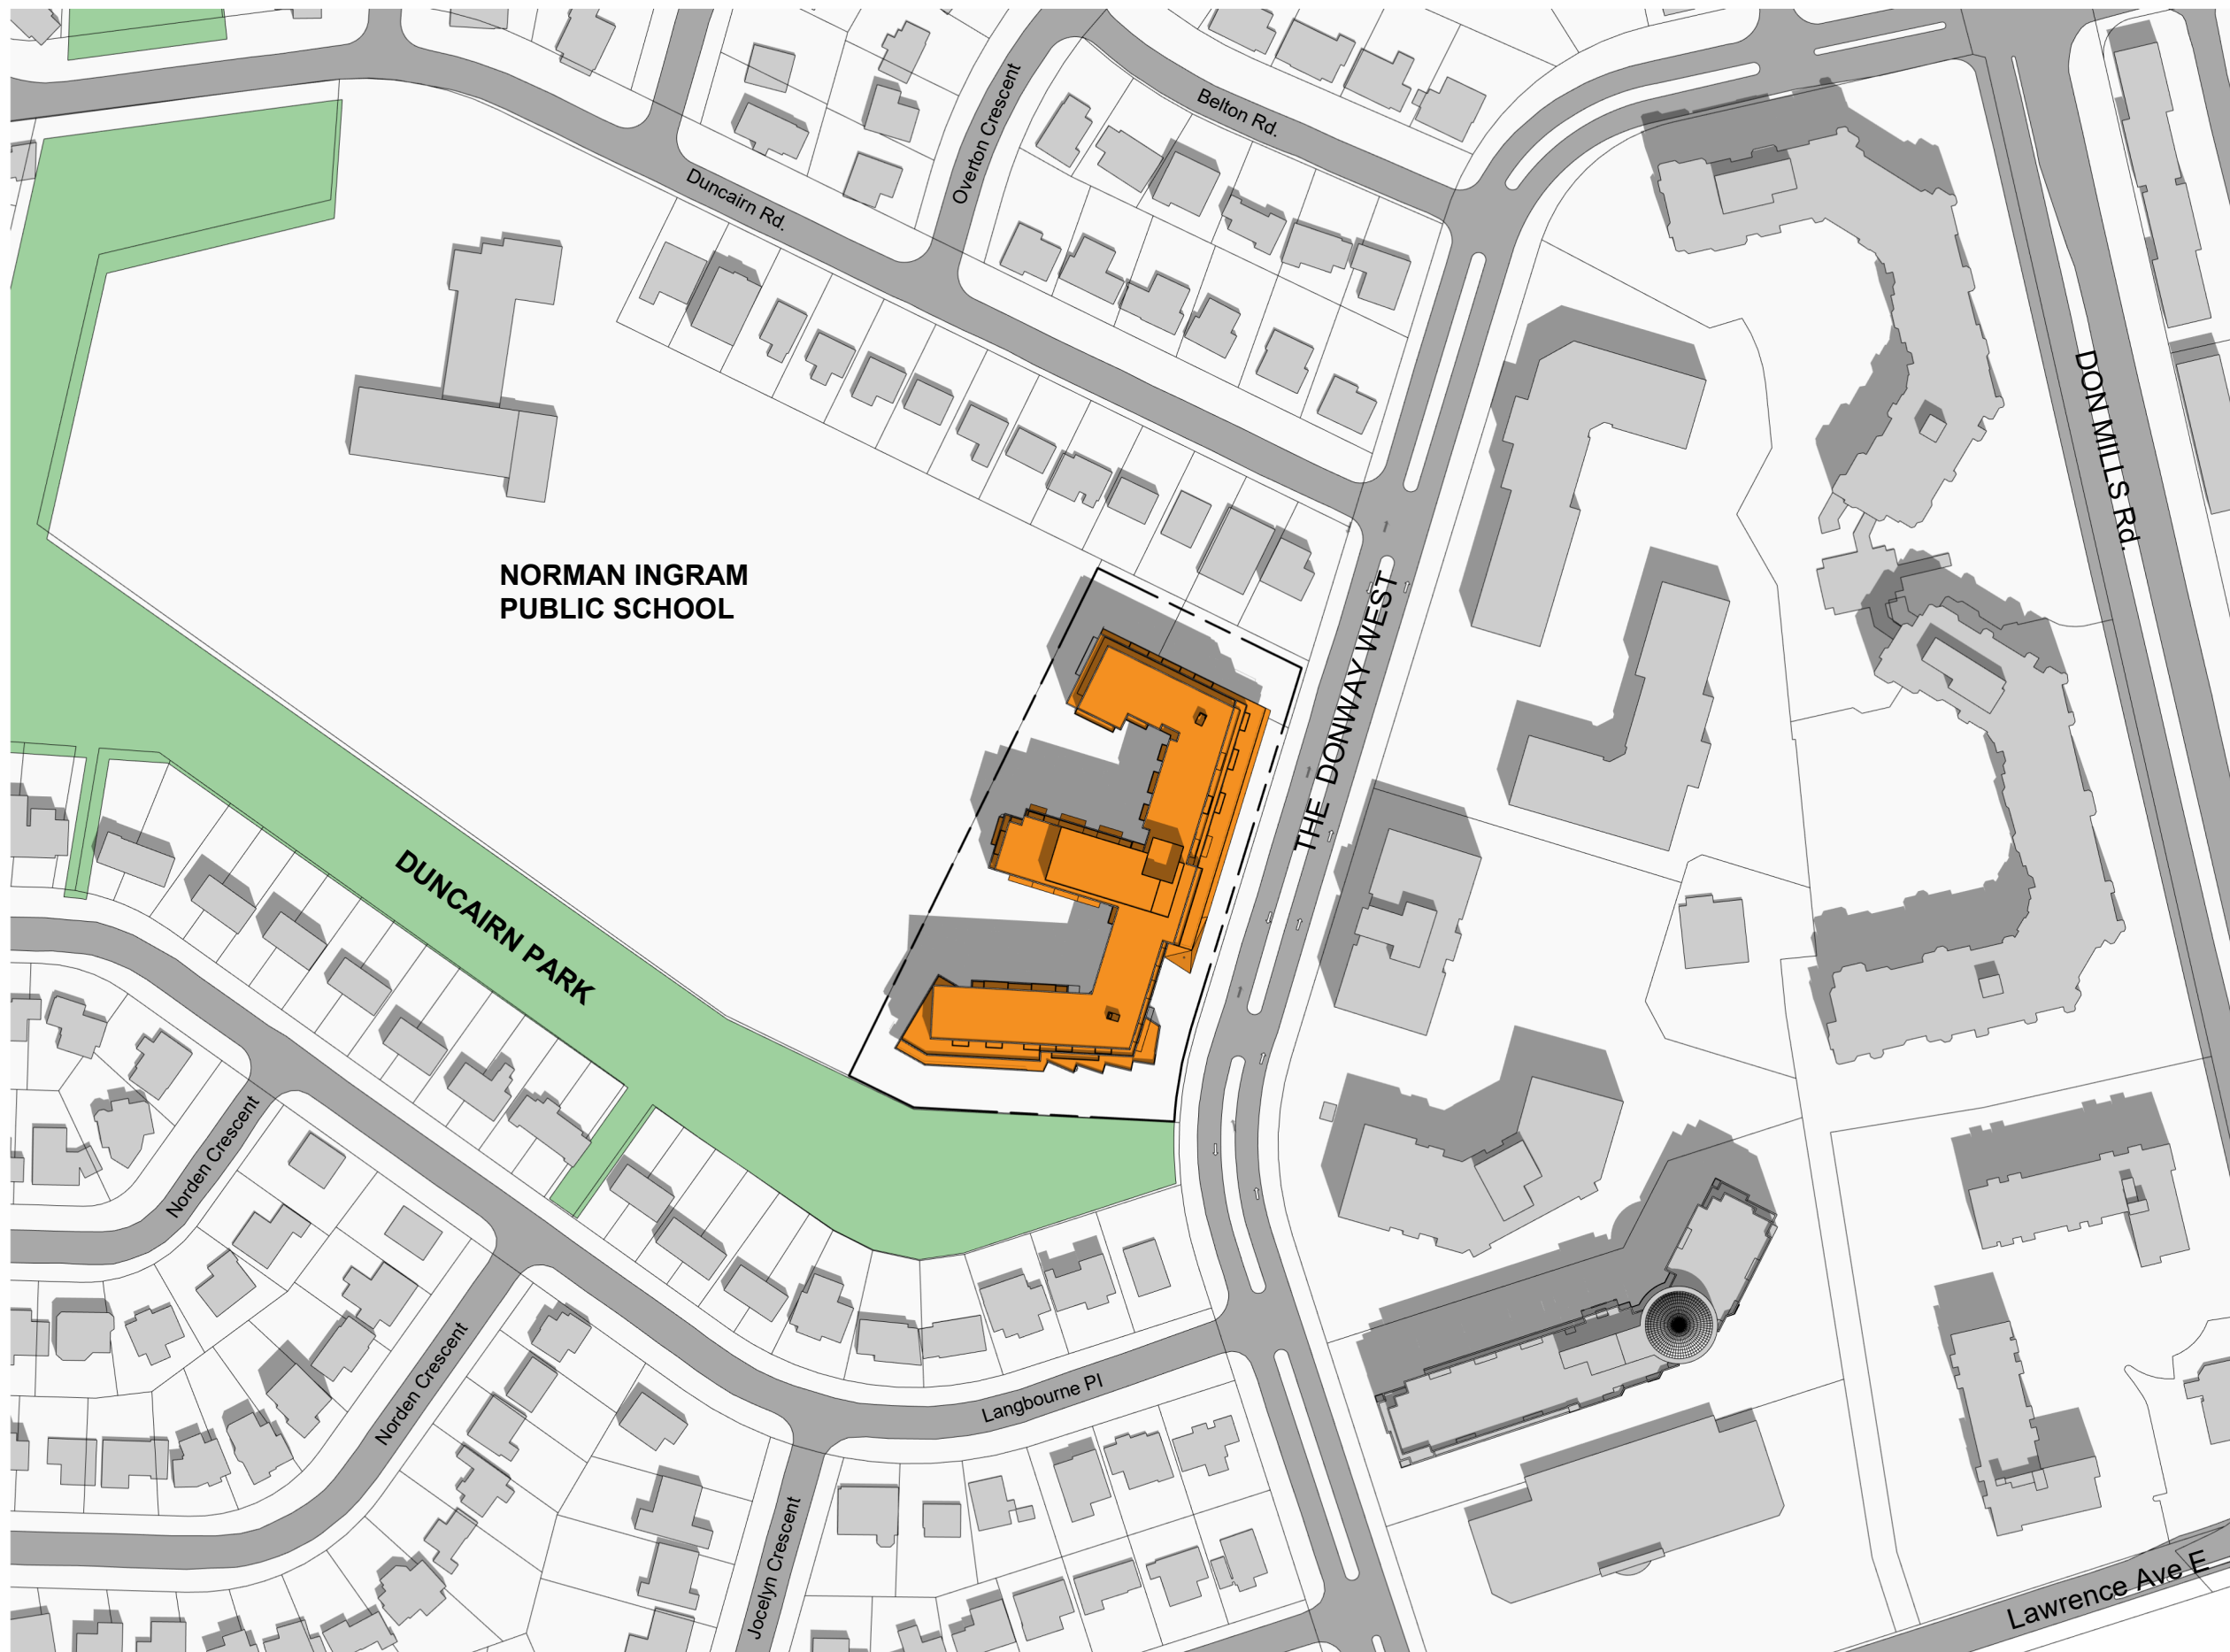 Belton Rd.
Overton Crescent
Duncairn Rd.
DON MILLS Rd.
NORMAN INGRAM
PUBLIC SCHOOL
THE DONWAY WEST
DUNCAIRN PARK
Norden Crescent
Norden Crescent
Langbourne Pl
Jocelyn Crescent
Lawrence Ave E